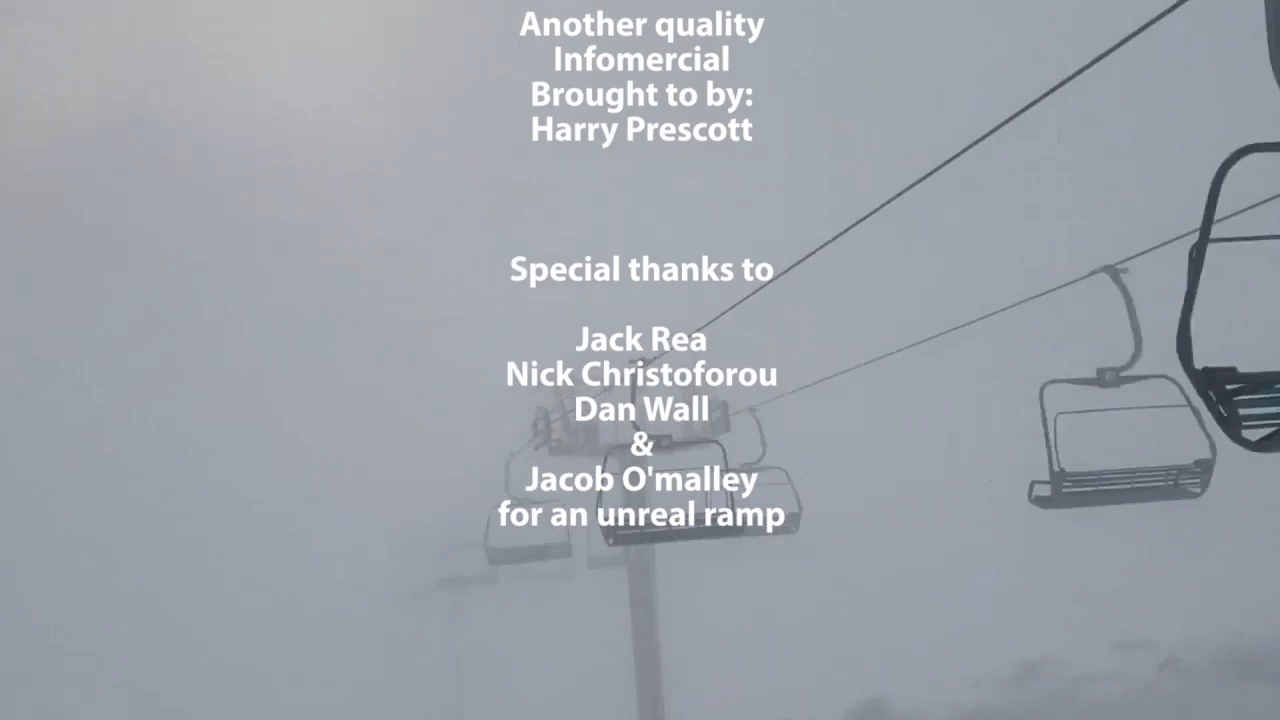 Another quality
Infomercial
Brought to by:
Harry Prescott
Special thanks to
Jack Rea
Nick Christoforou
Dan Wall
&
Jacob O'malley
for an unreal ramp